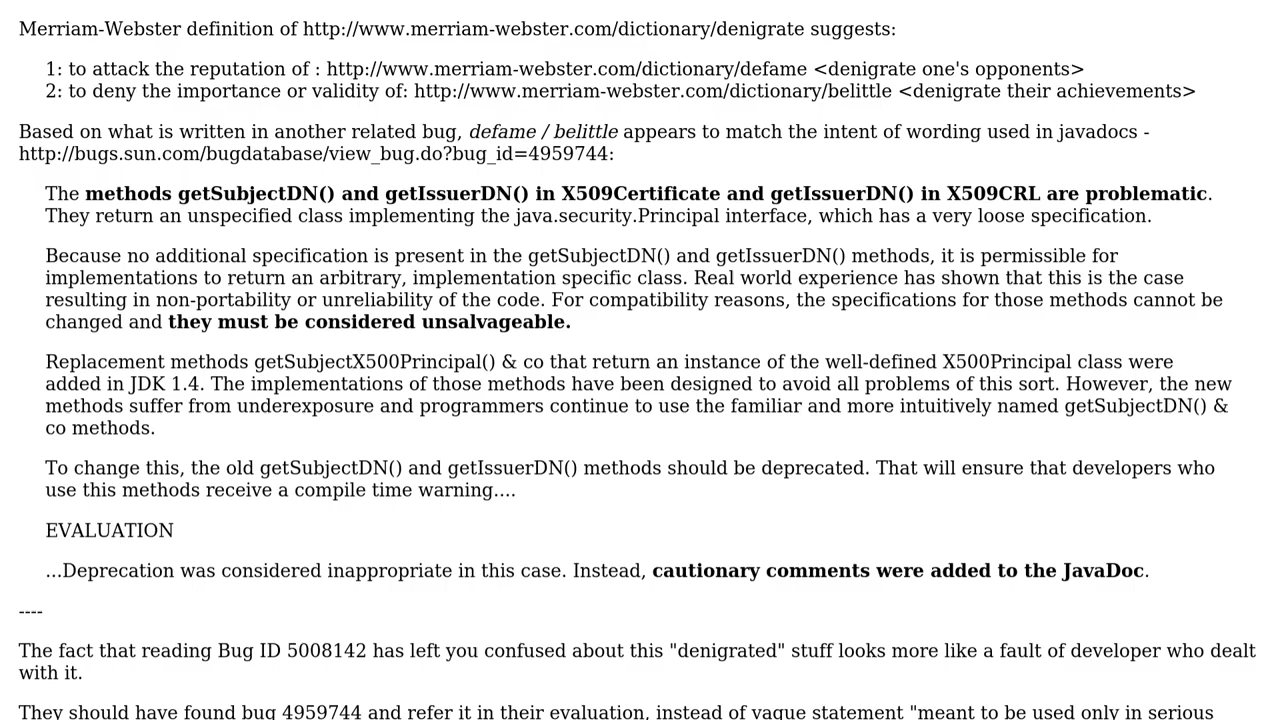 Merriam-Webster definition of http://www.merriam-webster.com/dictionary/denigrate suggests:
1: to attack the reputation of : http://www.merriam-webster.com/dictionary/defame <denigrate one's opponents>
2: to deny the importance or validity of: http://www.merriam-webster.com/dictionary/belittle <denigrate their achievements>
Based on what is written in another related bug, defame / belittle appears to match the intent of wording used in javadocs -
http://bugs.sun.com/bugdatabase/view_bug.do?bug_id=4959744:
The methods getSubjectDN() and getIssuerDN() in X509Certificate and getIssuerDN() in X509CRL are problematic.
They return an unspecified class implementing the java.security.Principal interface, which has a very loose specification.
Because no additional specification is present in the getSubjectDN() and getIssuerDN() methods, it is permissible for
implementations to return an arbitrary, implementation specific class. Real world experience has shown that this is the case
resulting in non-portability or unreliability of the code. For compatibility reasons, the specifications for those methods cannot be
changed and they must be considered unsalvageable.
Replacement methods getSubjectX500Principal() & co that return an instance of the well-defined X500Principal class were
added in JDK 1.4. The implementations of those methods have been designed to avoid all problems of this sort. However, the new
methods suffer from underexposure and programmers continue to use the familiar and more intuitively named getSubjectDN() &
co methods.
To change this, the old getSubjectDN() and getIssuerDN() methods should be deprecated. That will ensure that developers who
use this methods receive a compile time warning....
EVALUATION
...Deprecation was considered inappropriate in this case. Instead, cautionary comments were added to the JavaDoc.
----
The fact that reading Bug ID 5008142 has left you confused about this "denigrated" stuff looks more like a fault of developer who dealt
with it.
They should have found bug 4959744 and refer it in their evaluation, instead of vague statement "meant to be used only in serious